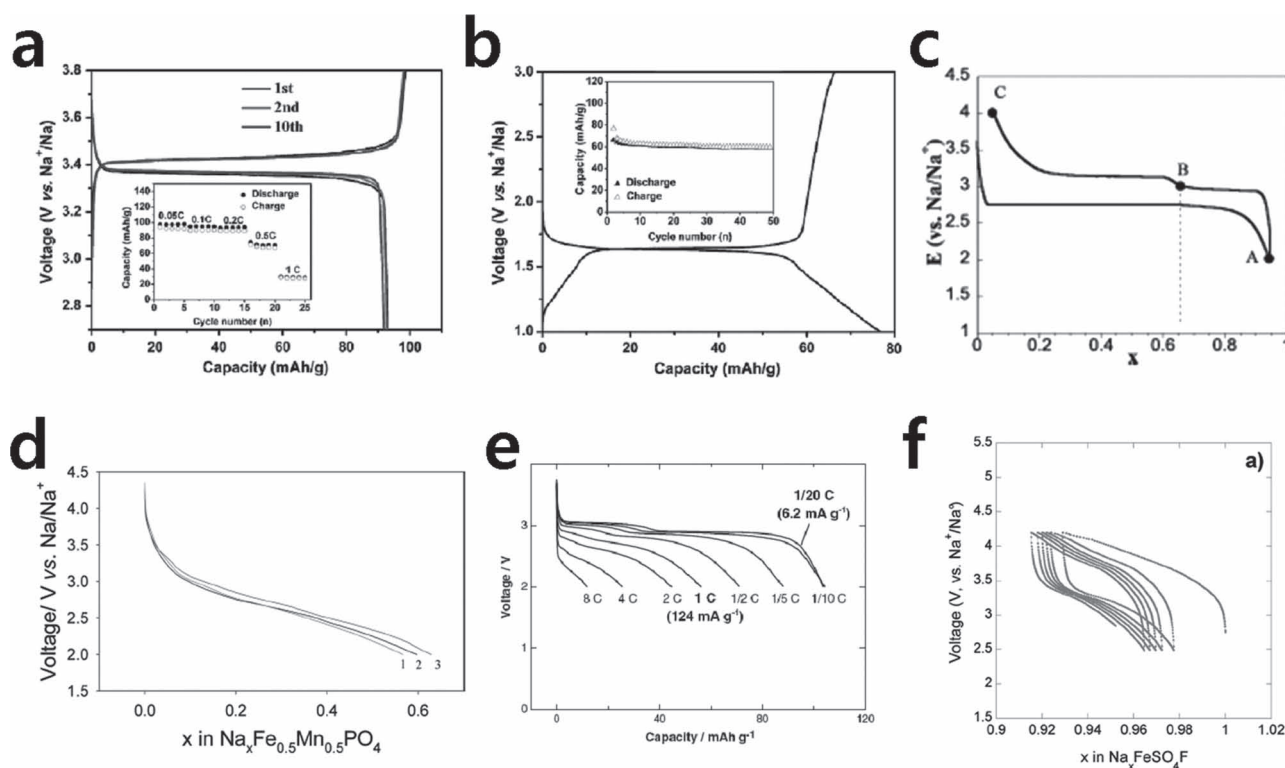 a
3.8
3.6
3.4
3.2
3.0
2.8
Voltage (V vs. Na⁺/Na)
1st
2nd
10th
140
120
100
80
60
40
20
0
Capacity (mAh/g)
0.05C 0.1C 0.2C
0.5C
1 C
Discharge
Charge
0 5 10 15 20 25
Cycle number (n)
0 20 40 60 80 100
Capacity (mAh/g)
b
3.0
2.5
2.0
1.5
1.0
Voltage (V vs. Na⁺/Na)
120
100
80
60
40
20
0
Capacity (mAh/g)
Discharge
Charge
0 10 20 30 40 50
Cycle number (n)
0 20 40 60 80
Capacity (mAh/g)
c
4.5
4
3.5
3
2.5
2
1.5
1
E (vs. Na/Na⁺)
C
B
A
0 0.2 0.4 0.6 0.8 1
x
d
4.5
4.0
3.5
3.0
2.5
2.0
1.5
Voltage/ V vs. Na/Na⁺
1 2 3
0.0 0.2 0.4 0.6
x in NaₓFe₀.₅Mn₀.₅PO₄
e
3
2
1
0
Voltage / V
1/20 C
(6.2 mA g⁻¹)
8 C 4 C 2 C 1 C 1/2 C 1/5 C 1/10 C
(124 mA g⁻¹)
0 40 80 120
Capacity / mAh g⁻¹
f
a)
5.5
5
4.5
4
3.5
3
2.5
2
1.5
Voltage (V, vs. Na⁺/Na⁰)
0.9 0.92 0.94 0.96 0.98 1 1.02
x in NaₓFeSO₄F